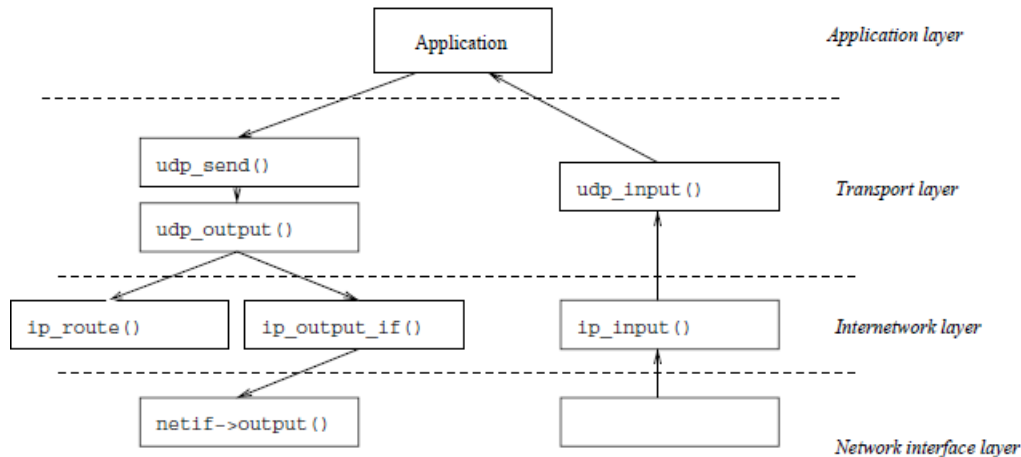 Application
Application layer
udp_send()
udp_input()
Transport layer
udp_output()
ip_route()
ip_output_if()
ip_input()
Internetwork layer
netif->output()
Network interface layer